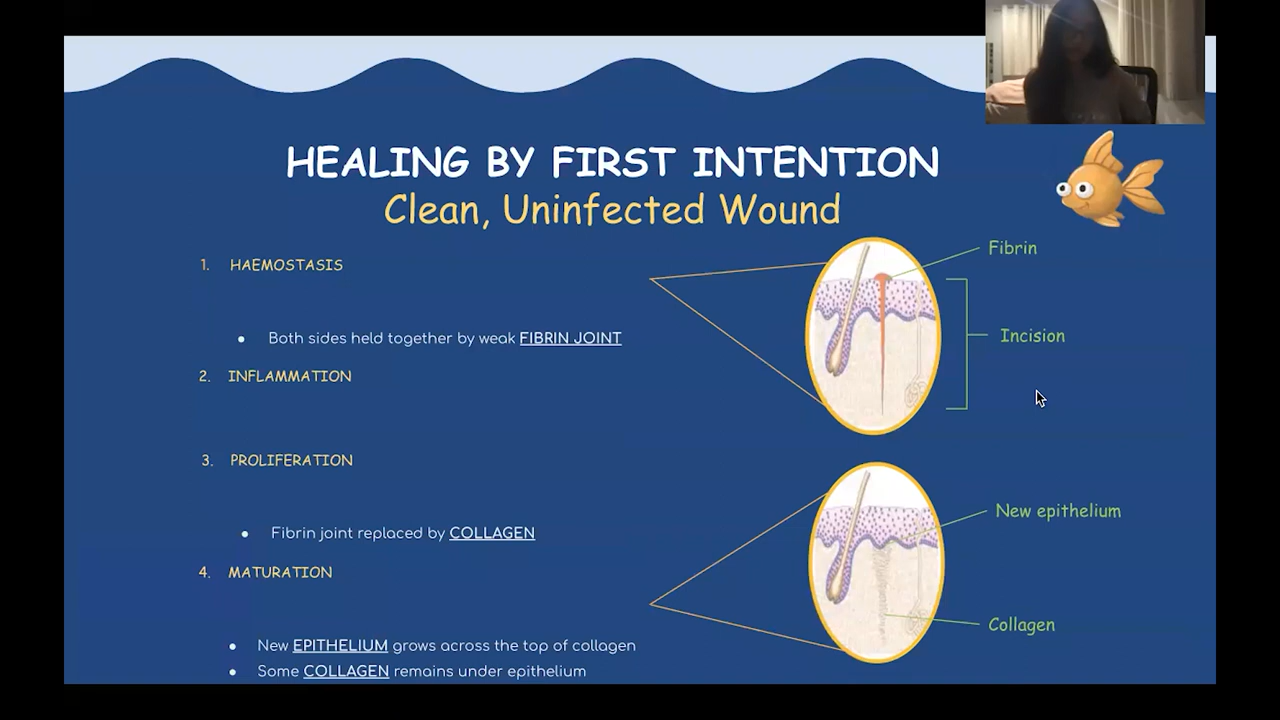 HEALING BY FIRST INTENTION
Clean, Uninfected Wound
1. HAEMOSTASIS
● Both sides held together by weak FIBRIN JOINT
2. INFLAMMATION
3. PROLIFERATION
● Fibrin joint replaced by COLLAGEN
4. MATURATION
● New EPITHELIUM grows across the top of collagen
● Some COLLAGEN remains under epithelium
Fibrin
Incision
New epithelium
Collagen